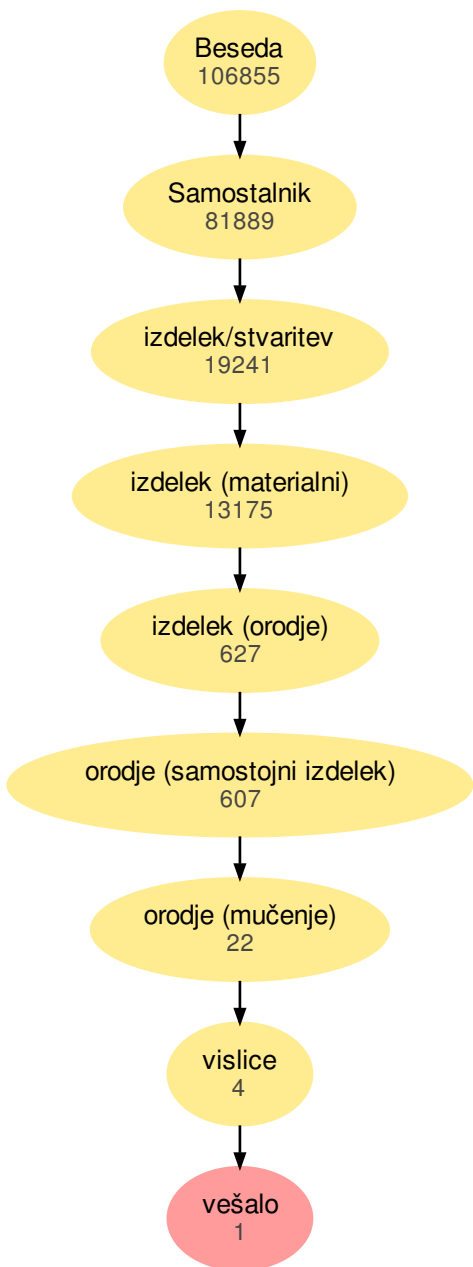 Beseda
106855
Samostalnik
81889
izdelek/stvaritev
19241
izdelek (materialni)
13175
izdelek (orodje)
627
orodje (samostojni izdelek)
607
orodje (mučenje)
22
vislice
4
vešalo
1